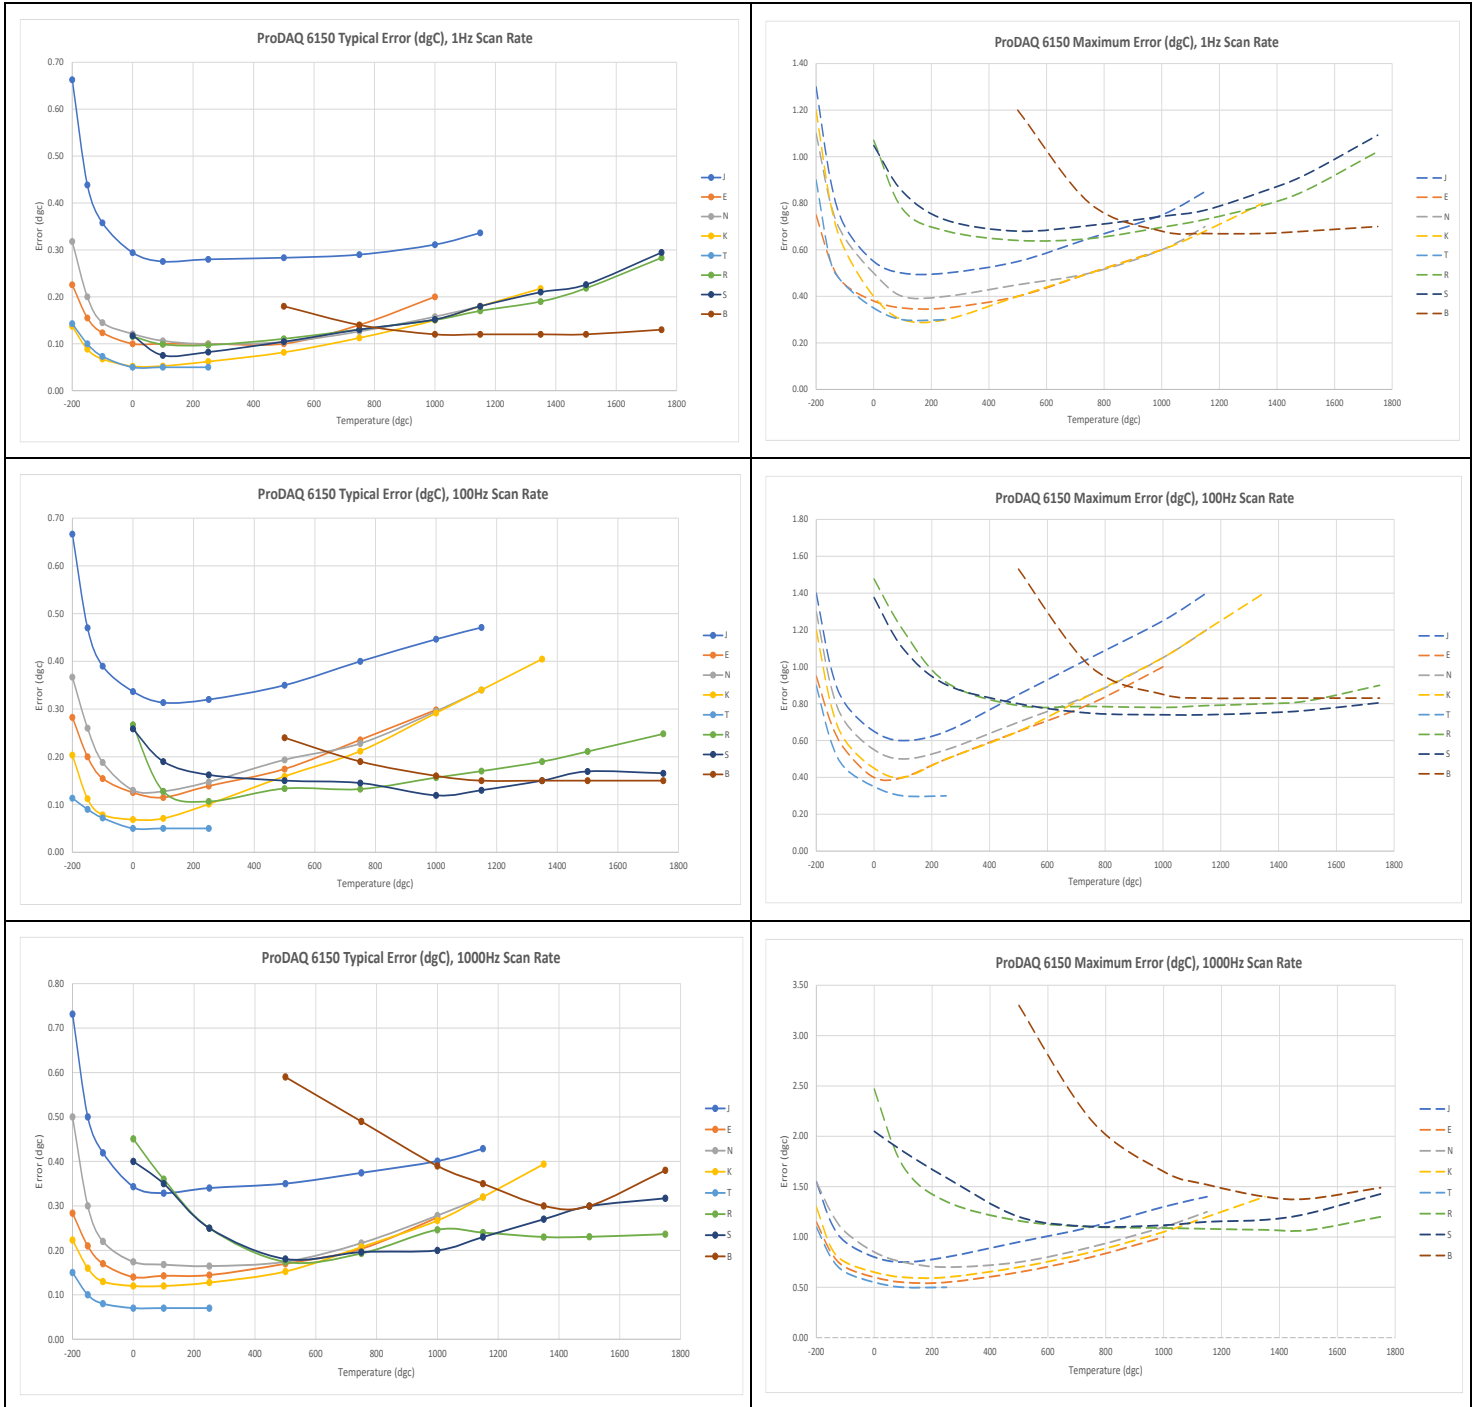 ProDAQ 6150 Typical Error (dgC), 1Hz Scan Rate
0.70
0.60
0.50
0.40
0.30
0.20
0.10
0.00
Error (dgc)
-200 0 200 400 600 800 1000 1200 1400 1600 1800
Temperature (dgc)
J
E
N
K
T
R
S
B
ProDAQ 6150 Maximum Error (dgC), 1Hz Scan Rate
1.40
1.20
1.00
0.80
0.60
0.40
0.20
0.00
Error (dgc)
-200 0 200 400 600 800 1000 1200 1400 1600 1800
Temperature (dgc)
J
E
N
K
T
R
S
B
ProDAQ 6150 Typical Error (dgC), 100Hz Scan Rate
0.70
0.60
0.50
0.40
0.30
0.20
0.10
0.00
Error (dgc)
-200 0 200 400 600 800 1000 1200 1400 1600 1800
Temperature (dgc)
J
E
N
K
T
R
S
B
ProDAQ 6150 Maximum Error (dgC), 100Hz Scan Rate
1.80
1.60
1.40
1.20
1.00
0.80
0.60
0.40
0.20
0.00
Error (dgc)
-200 0 200 400 600 800 1000 1200 1400 1600 1800
Temperature (dgc)
J
E
N
K
T
R
S
B
ProDAQ 6150 Typical Error (dgC), 1000Hz Scan Rate
0.80
0.70
0.60
0.50
0.40
0.30
0.20
0.10
0.00
Error (dgc)
-200 0 200 400 600 800 1000 1200 1400 1600 1800
Temperature (dgc)
J
E
N
K
T
R
S
B
ProDAQ 6150 Maximum Error (dgC), 1000Hz Scan Rate
3.50
3.00
2.50
2.00
1.50
1.00
0.50
0.00
Error (dgc)
-200 0 200 400 600 800 1000 1200 1400 1600 1800
Temperature (dgc)
J
E
N
K
T
R
S
B